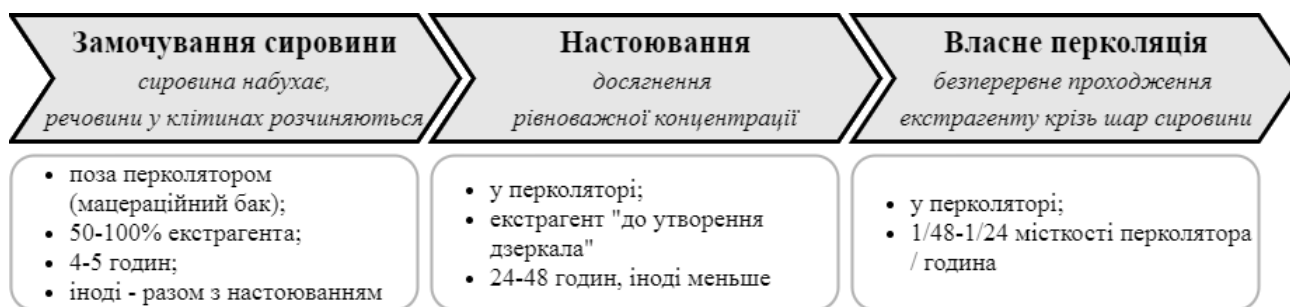 Замочування сировини
сировина набухає,
речовини у клітинах розчиняються
Настоювання
досягнення
рівноважної концентрації
Власне перколяція
безперервне проходження
екстрагенту крізь шар сировини
• поза перколятором
(мацераційний бак);
• 50-100% екстрагента;
• 4-5 годин;
• іноді - разом з настоюванням
• у перколяторі;
• екстрагент "до утворення
дзеркала"
• 24-48 годин, іноді меньше
• у перколяторі;
• 1/48-1/24 місткості перколятора
/ година